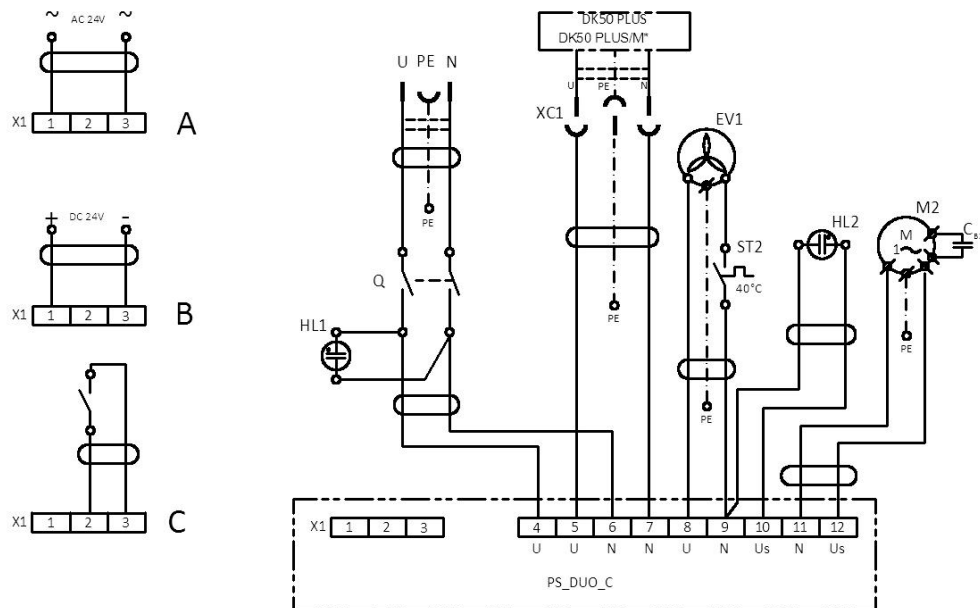 ~ AC 24V ~
X1 1 2 3 A
+ DC 24V -
X1 1 2 3 B
X1 1 2 3 C
U PE N
PE
Q
HL1
DK50 PLUS
DK50 PLUS/M*
U PE N
XC1
PE
EV1
ST2
40°C
PE
HL2
M2
M
1~
PE
X1 1 2 3
4 5 6 7 8 9 10 11 12
U U N N U N Us N Us
PS_DUO_C